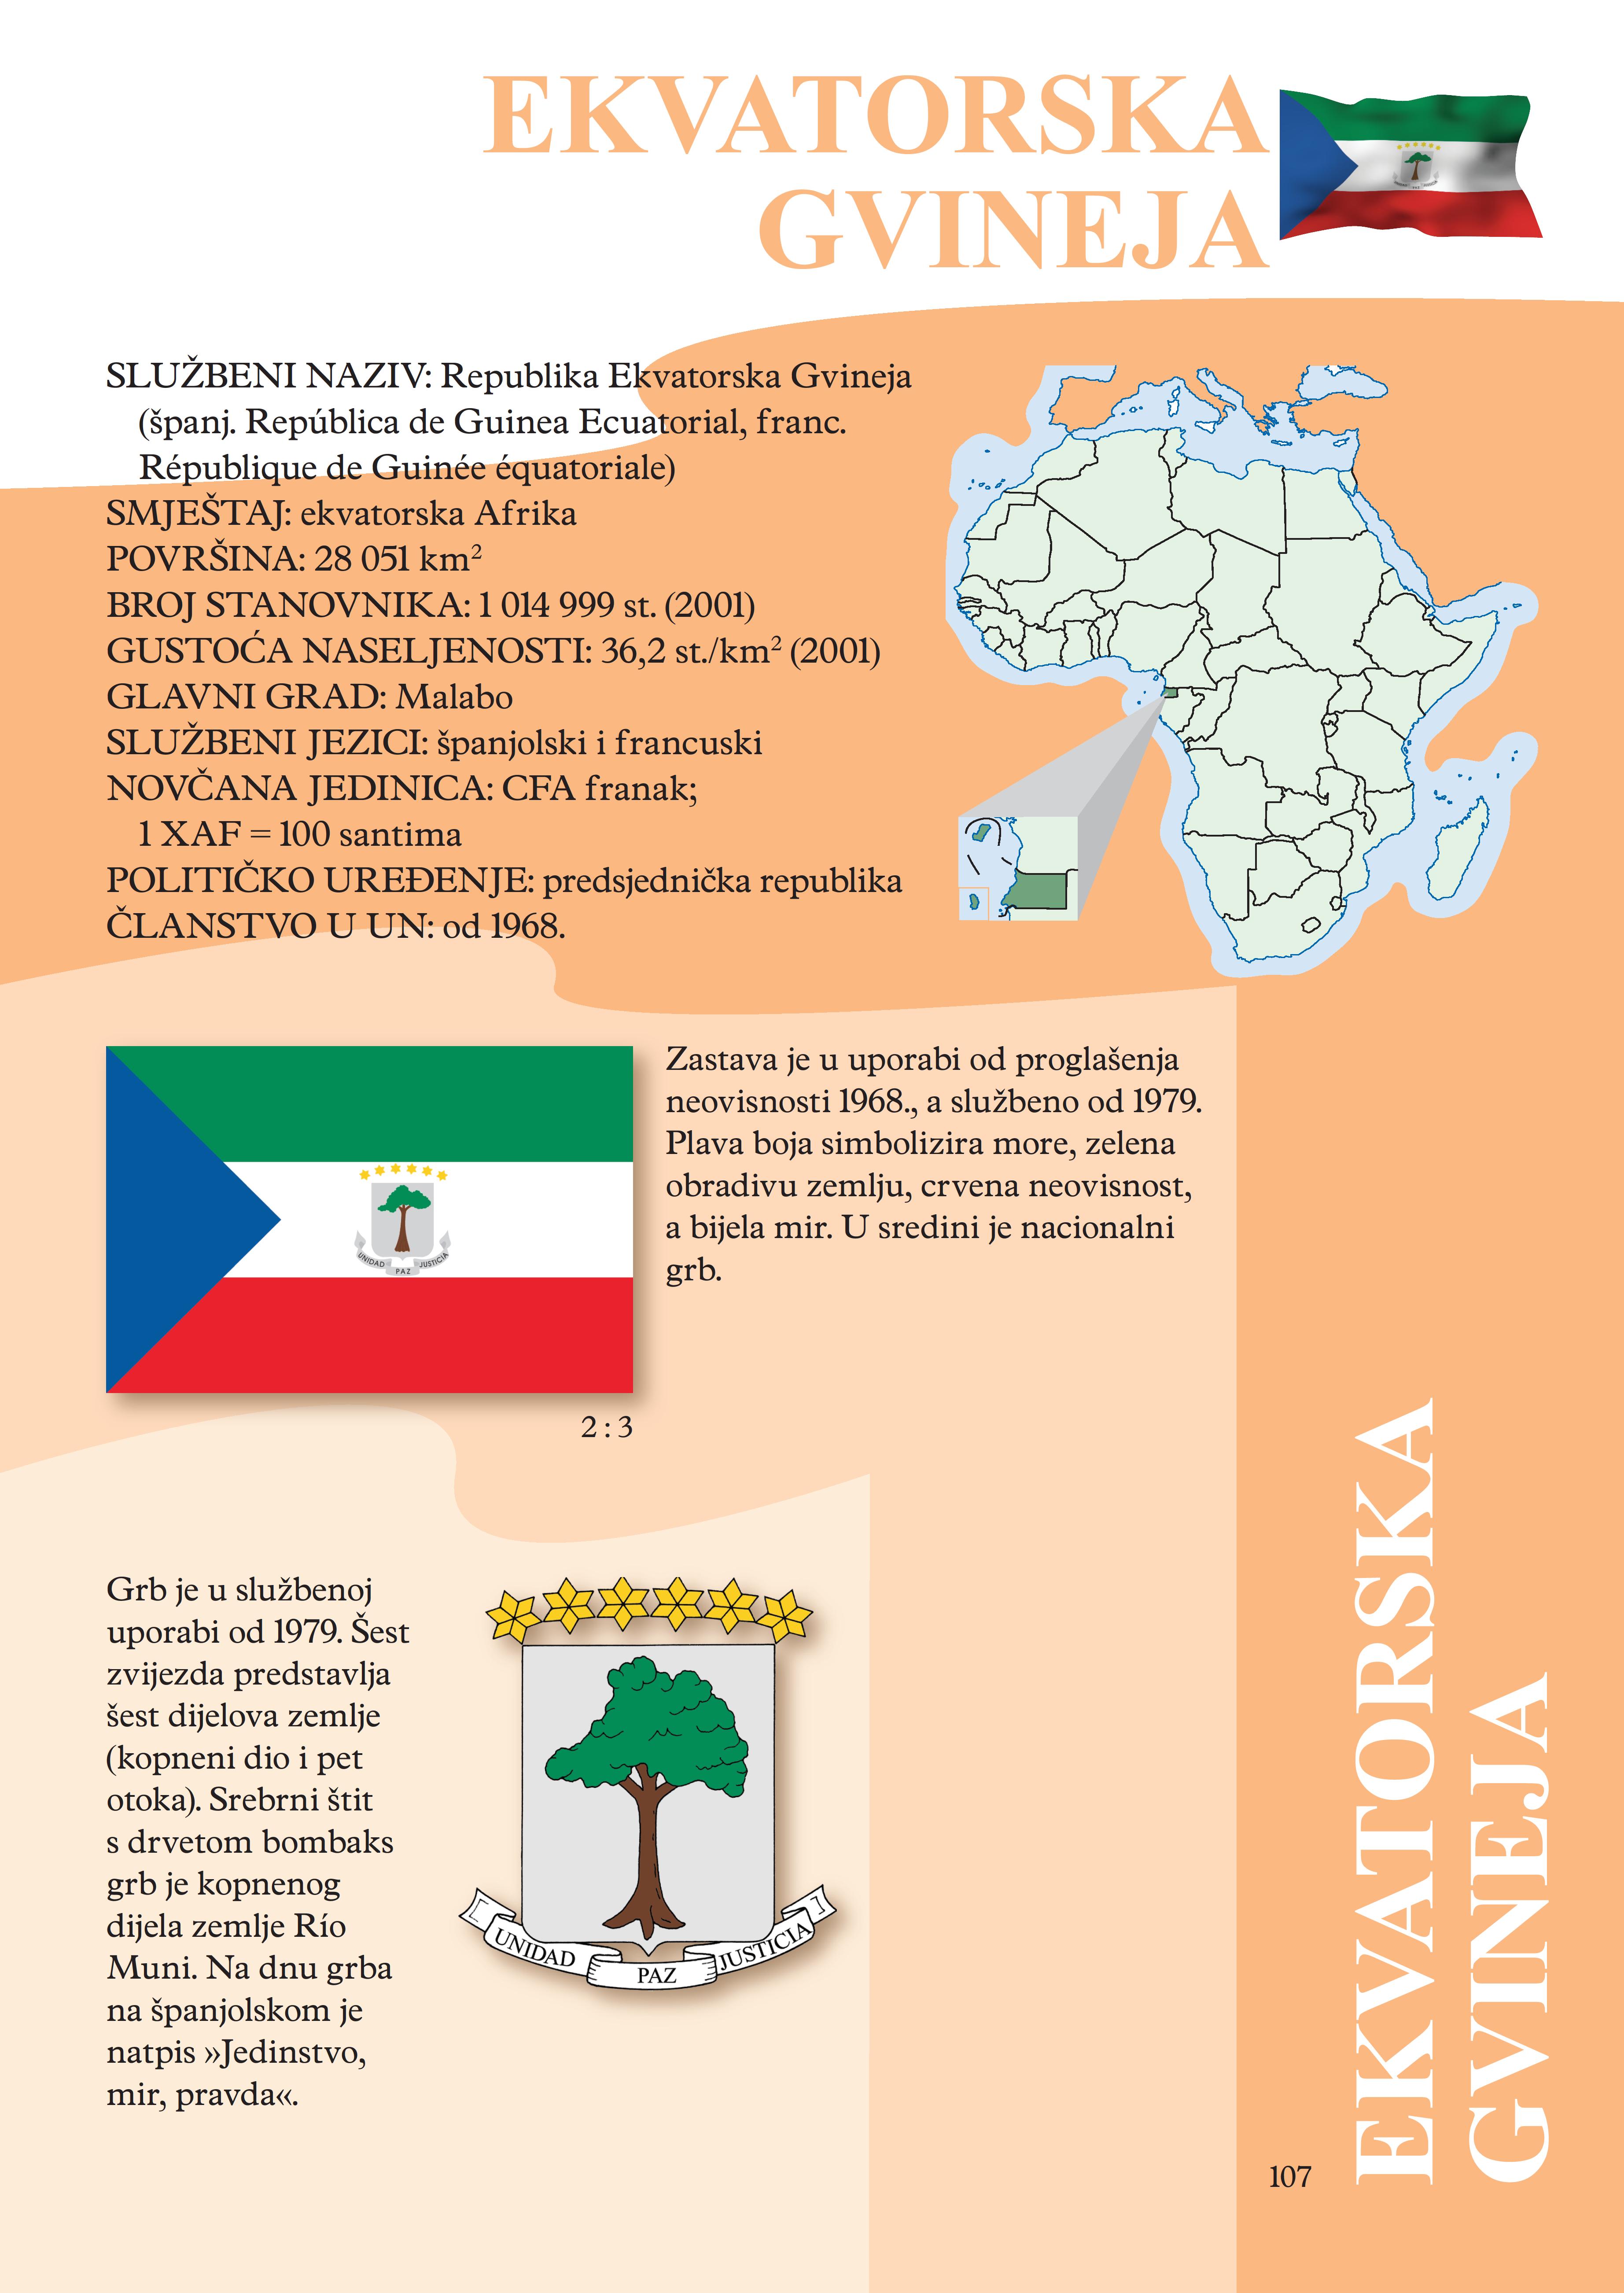 EKVATORSKA
GVINEJA
SLUŽBENI NAZIV: Republika Ekvatorska Gvineja
(španj. República de Guinea Ecuatorial, franc.
République de Guinée équatoriale)
SMJEŠTAJ: ekvatorska Afrika
POVRŠINA: 28 051 km²
BROJ STANOVNIKA: 1 014 999 st. (2001)
GUSTOĆA NASELJENOSTI: 36,2 st./km² (2001)
GLAVNI GRAD: Malabo
SLUŽBENI JEZICI: španjolski i francuski
NOVČANA JEDINICA: CFA franak;
1 XAF = 100 santima
POLITIČKO UREĐENJE: predsjednička republika
ČLANSTVO U UN: od 1968.
UNIDAD PAZ JUSTICIA
2 : 3
Zastava je u uporabi od proglašenja
neovisnosti 1968., a službeno od 1979.
Plava boja simbolizira more, zelena
obradivu zemlju, crvena neovisnost,
a bijela mir. U sredini je nacionalni
grb.
Grb je u službenoj
uporabi od 1979. Šest
zvijezda predstavlja
šest dijelova zemlje
(kopneni dio i pet
otoka). Srebrni štit
s drvetom bombaks
grb je kopnenog
dijela zemlje Río
Muni. Na dnu grba
na španjolskom je
natpis »Jedinstvo,
mir, pravda«.
UNIDAD PAZ JUSTICIA
EKVATORSKA
GVINEJA
107